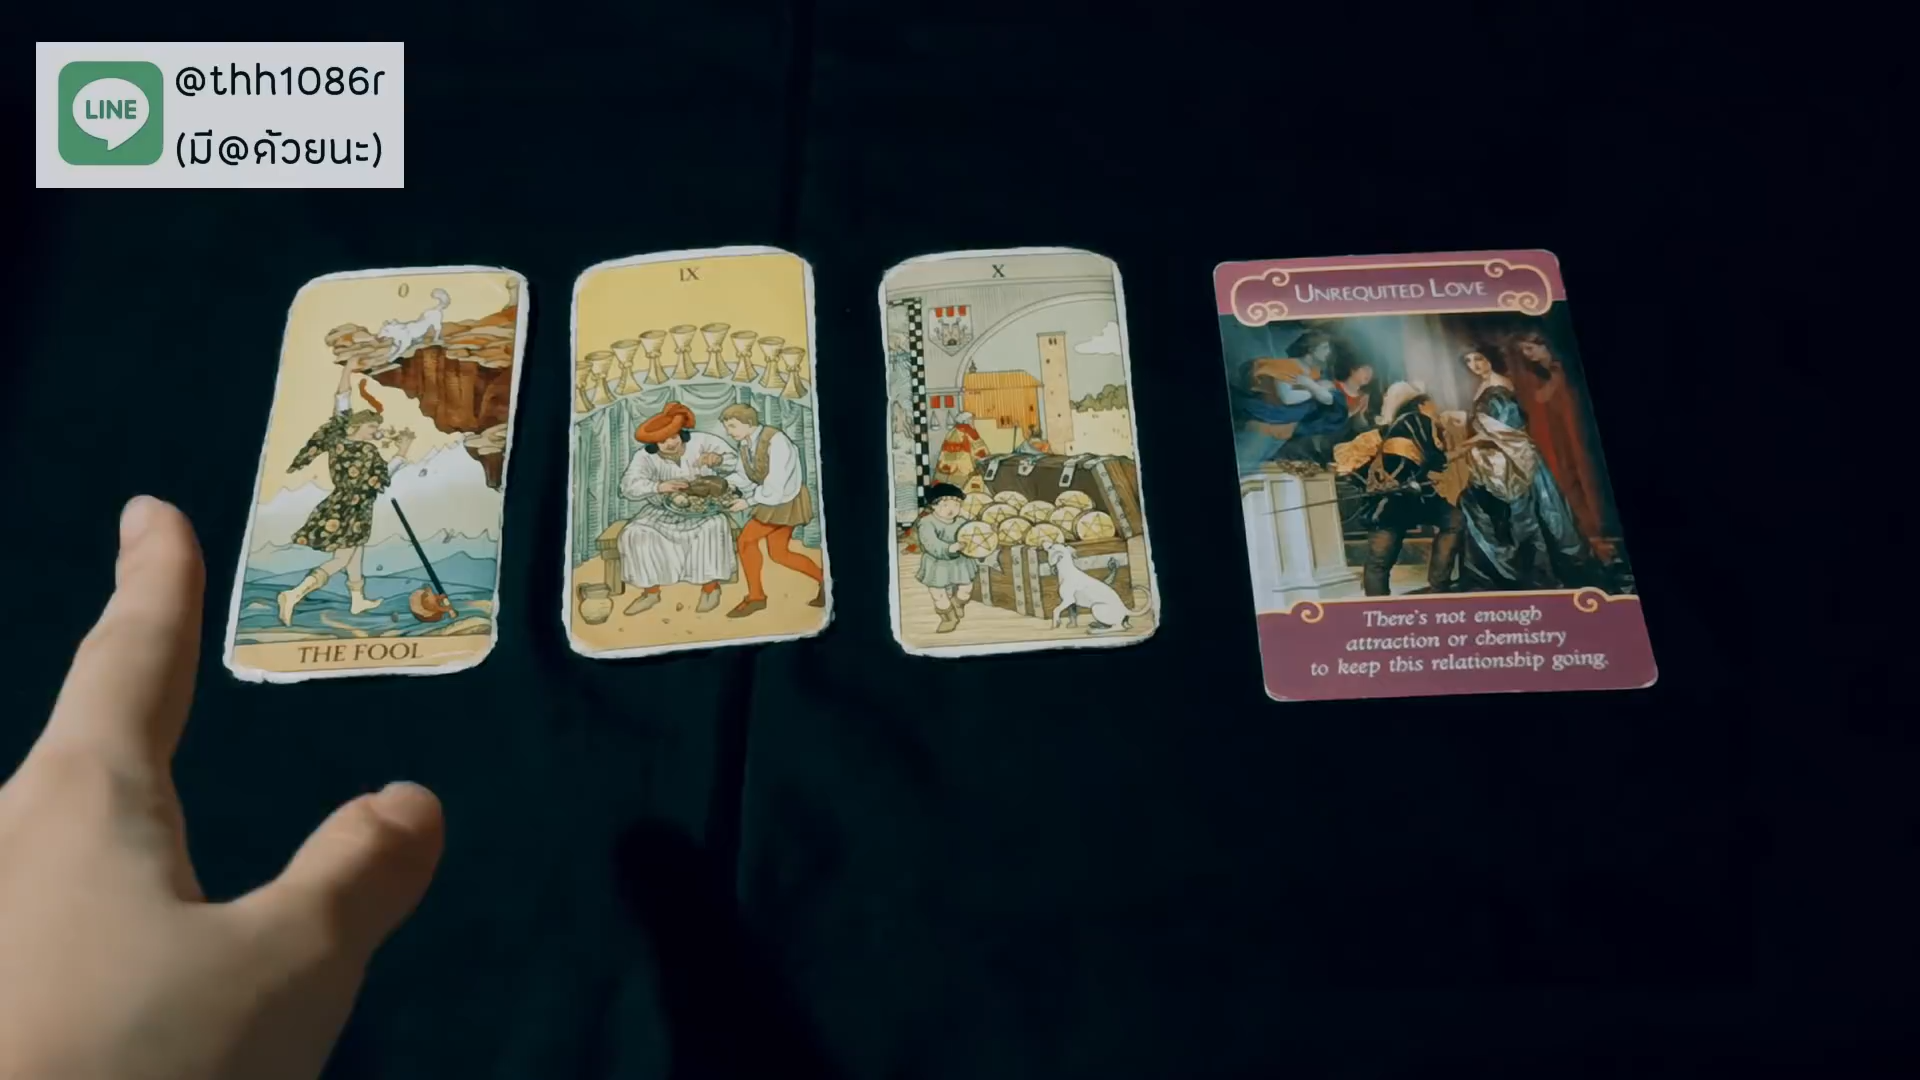 @thh1086r
LINE
(มี@ด้วยนะ)
0
THE FOOL
IX
X
UNREQUITED LOVE
There's not enough
attraction or chemistry
to keep this relationship going.